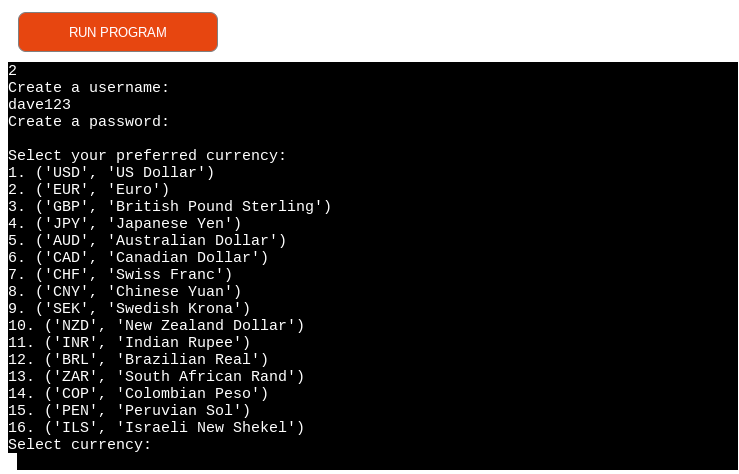 RUN PROGRAM
2
Create a username:
dave123
Create a password:
Select your preferred currency:
1. ('USD', 'US Dollar')
2. ('EUR', 'Euro')
3. ('GBP', 'British Pound Sterling')
4. ('JPY', 'Japanese Yen')
5. ('AUD', 'Australian Dollar')
6. ('CAD', 'Canadian Dollar')
7. ('CHF', 'Swiss Franc')
8. ('CNY', 'Chinese Yuan')
9. ('SEK', 'Swedish Krona')
10. ('NZD', 'New Zealand Dollar')
11. ('INR', 'Indian Rupee')
12. ('BRL', 'Brazilian Real')
13. ('ZAR', 'South African Rand')
14. ('COP', 'Colombian Peso')
15. ('PEN', 'Peruvian Sol')
16. ('ILS', 'Israeli New Shekel')
Select currency: